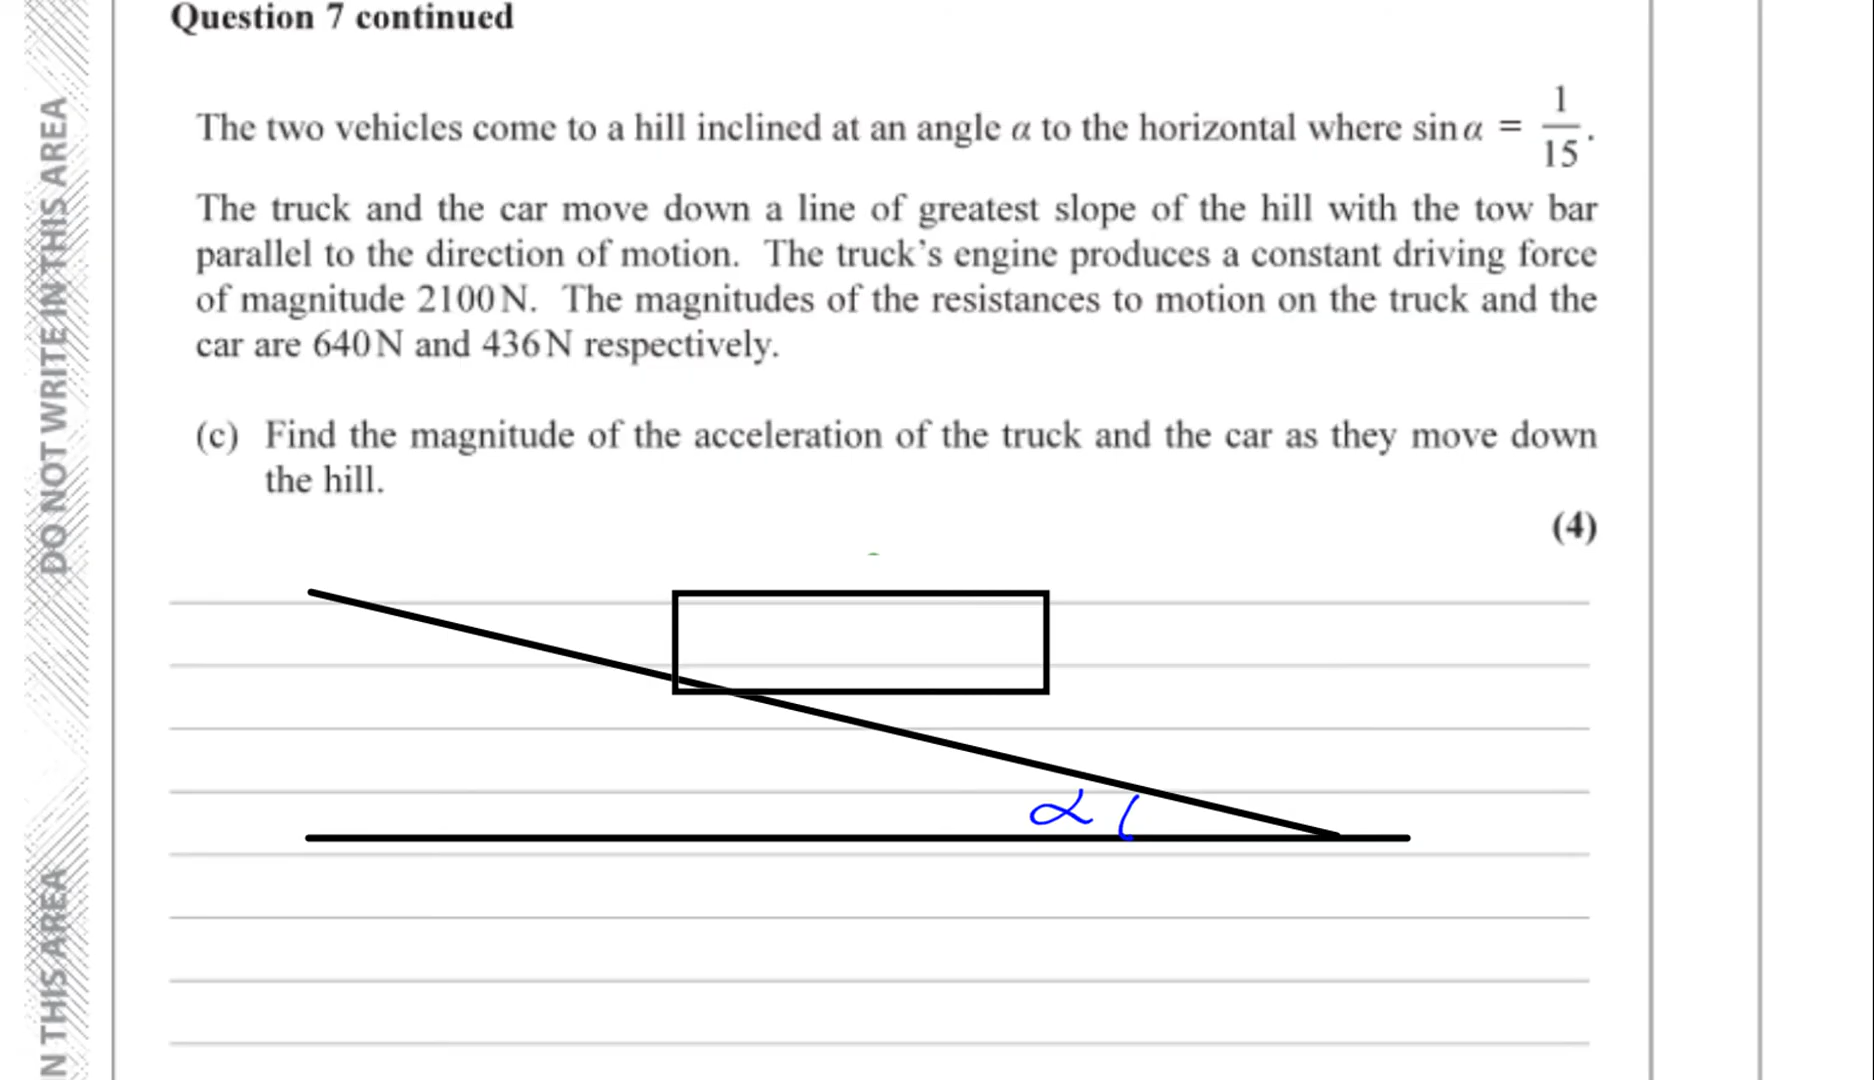 Question 7 continued
The two vehicles come to a hill inclined at an angle α to the horizontal where sin α = 1/15.
The truck and the car move down a line of greatest slope of the hill with the tow bar
parallel to the direction of motion. The truck's engine produces a constant driving force
of magnitude 2100 N. The magnitudes of the resistances to motion on the truck and the
car are 640 N and 436 N respectively.
(c) Find the magnitude of the acceleration of the truck and the car as they move down
the hill.
(4)
α
DO NOT WRITE IN THIS AREA
IN THIS AREA